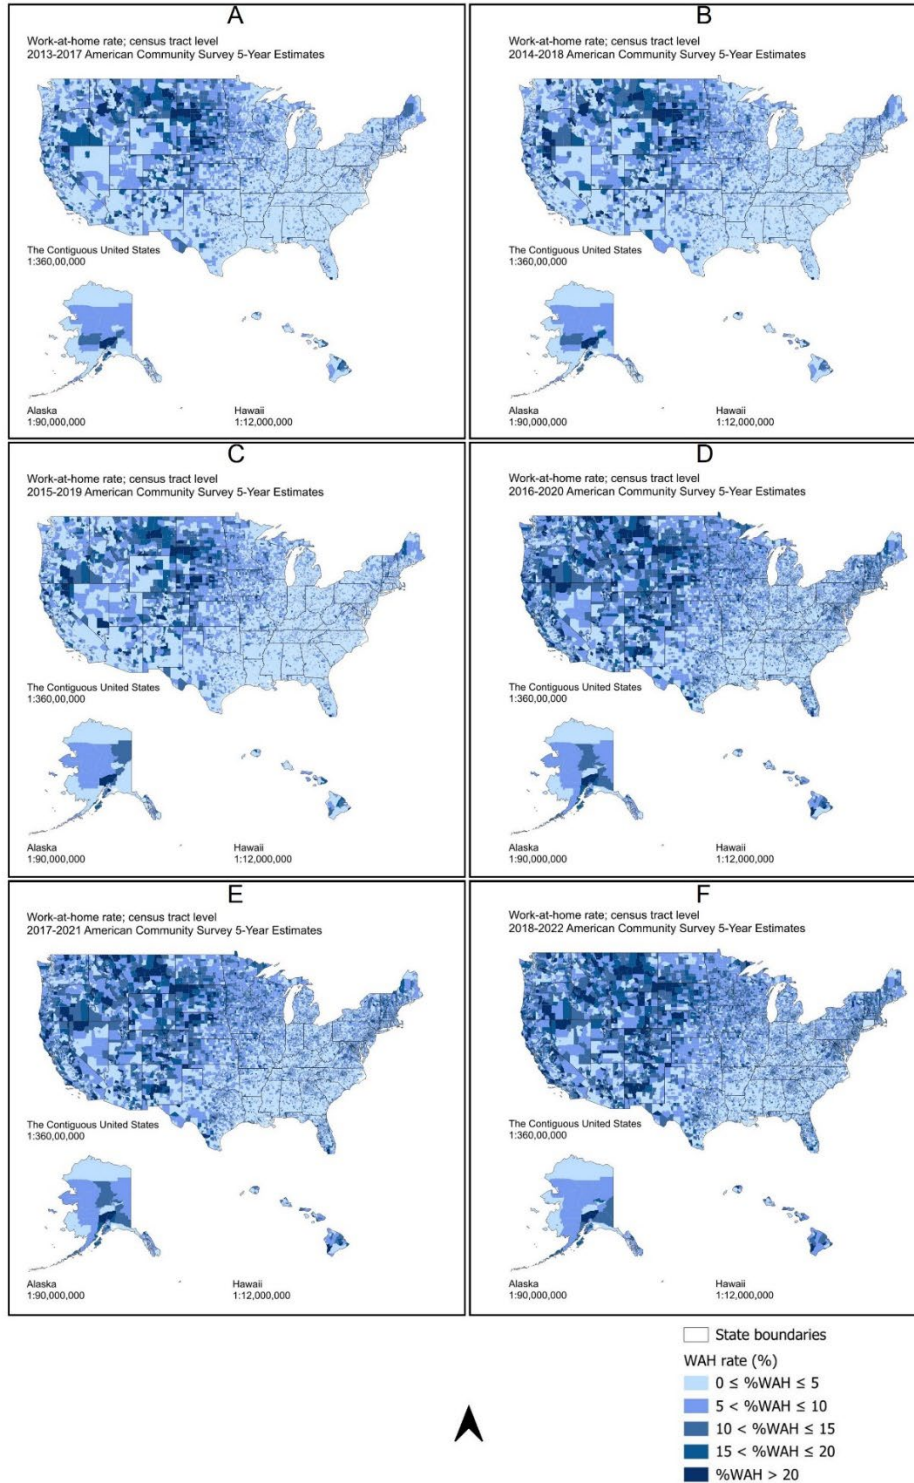 A
Work-at-home rate; census tract level
2013-2017 American Community Survey 5-Year Estimates
The Contiguous United States
1:360,00,000
Alaska
1:90,000,000
Hawaii
1:12,000,000
B
Work-at-home rate; census tract level
2014-2018 American Community Survey 5-Year Estimates
The Contiguous United States
1:360,00,000
Alaska
1:90,000,000
Hawaii
1:12,000,000
C
Work-at-home rate; census tract level
2015-2019 American Community Survey 5-Year Estimates
The Contiguous United States
1:360,00,000
Alaska
1:90,000,000
Hawaii
1:12,000,000
D
Work-at-home rate; census tract level
2016-2020 American Community Survey 5-Year Estimates
The Contiguous United States
1:360,00,000
Alaska
1:90,000,000
Hawaii
1:12,000,000
E
Work-at-home rate; census tract level
2017-2021 American Community Survey 5-Year Estimates
The Contiguous United States
1:360,00,000
Alaska
1:90,000,000
Hawaii
1:12,000,000
F
Work-at-home rate; census tract level
2018-2022 American Community Survey 5-Year Estimates
The Contiguous United States
1:360,00,000
Alaska
1:90,000,000
Hawaii
1:12,000,000
State boundaries
WAH rate (%)
0 ≤ %WAH ≤ 5
5 < %WAH ≤ 10
10 < %WAH ≤ 15
15 < %WAH ≤ 20
%WAH > 20